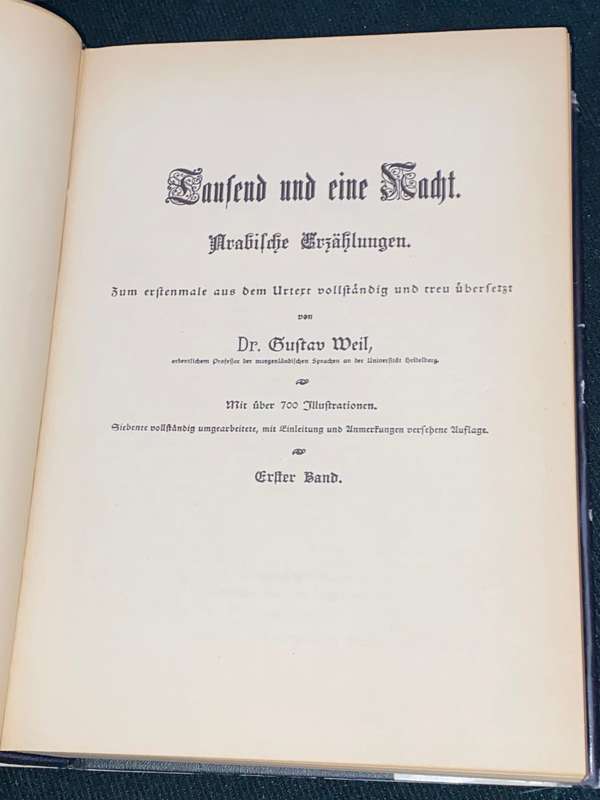 Tausend und eine Nacht.
Arabische Erzählungen.
Zum erstenmale aus dem Urtext vollständig und treu übersetzt
von
Dr. Gustav Weil,
ordentlichem Professor der morgenländischen Sprachen an der Universität Heidelberg.
Mit über 700 Illustrationen.
Siebente vollständig umgearbeitete, mit Einleitung und Anmerkungen versehene Auflage.
Erster Band.